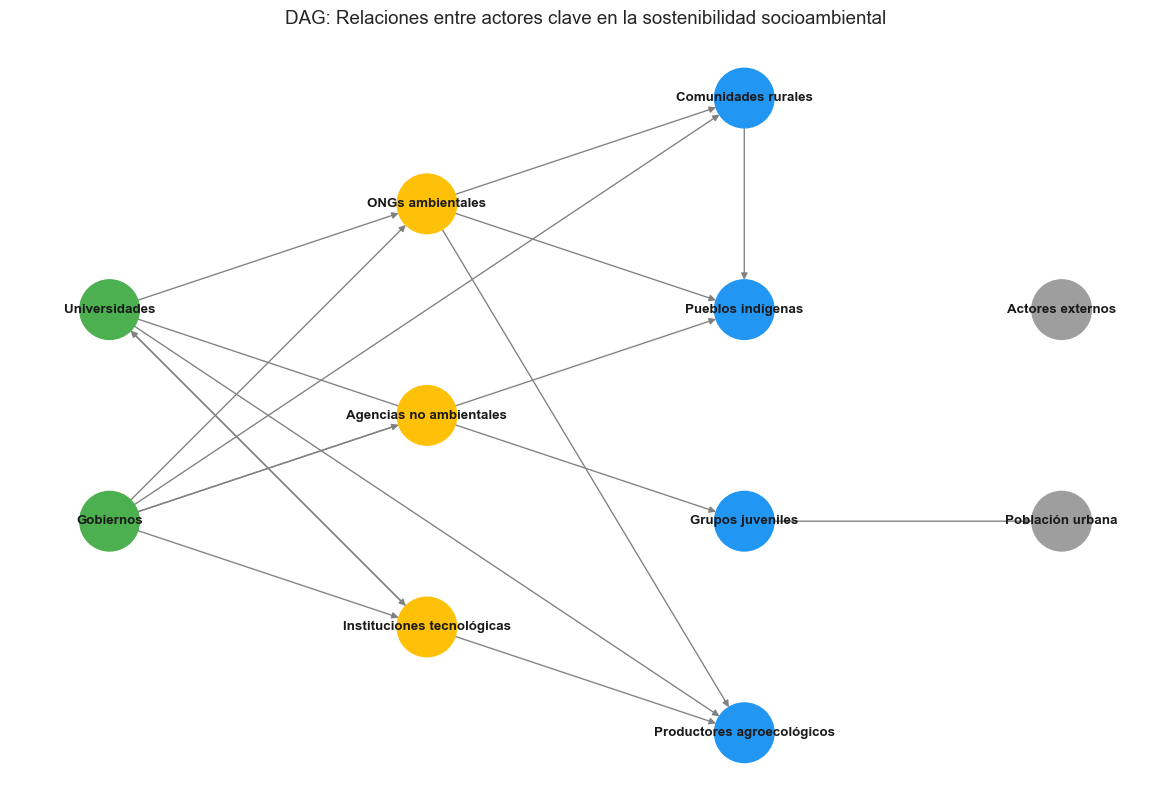 DAG: Relaciones entre actores clave en la sostenibilidad socioambiental
Comunidades rurales
ONGs ambientales
Universidades
Pueblos indígenas
Actores externos
Agencias no ambientales
Gobiernos
Grupos juveniles
Población urbana
Instituciones tecnológicas
Productores agroecológicos